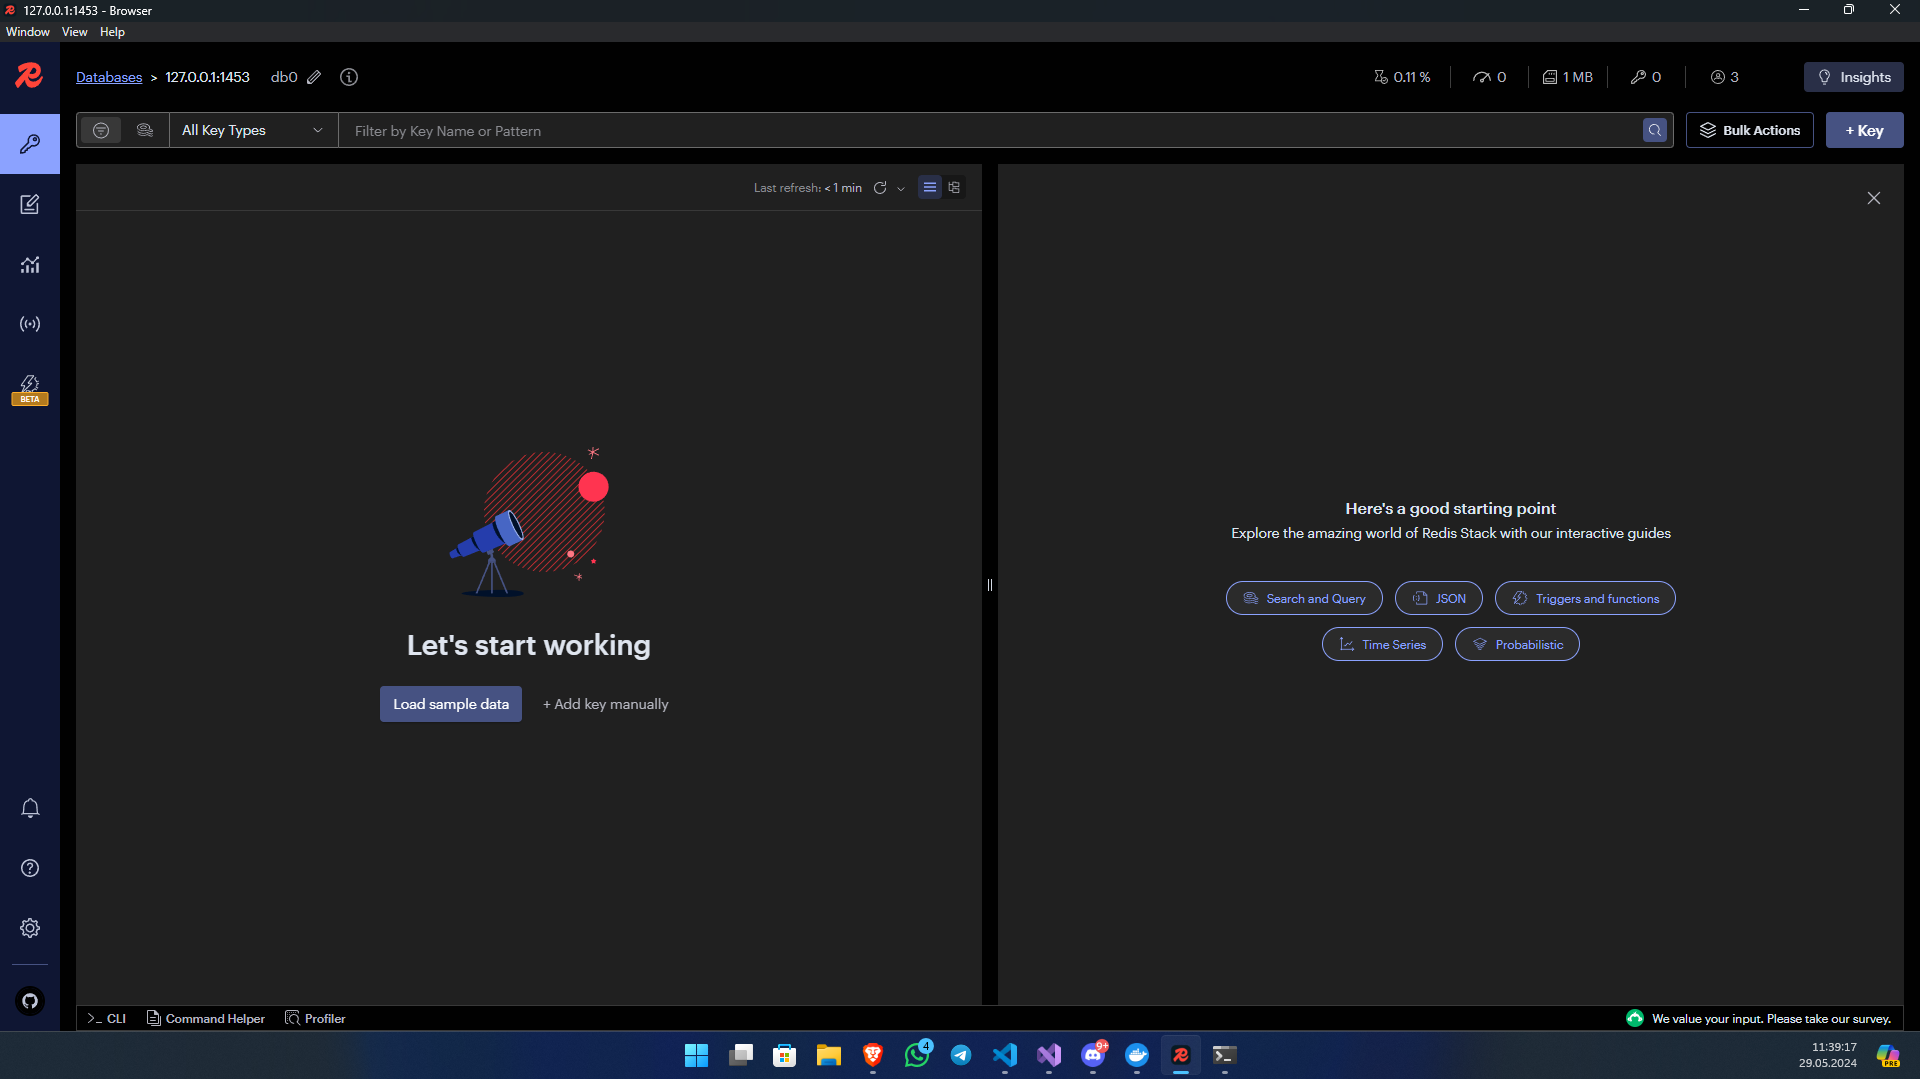 127.0.0.1:1453 - Browser
Window View Help
Databases > 127.0.0.1:1453 db0
0.11 % 0 1 MB 0 3 Insights
All Key Types Filter by Key Name or Pattern Bulk Actions + Key
Last refresh: < 1 min
BETA
Here's a good starting point
Explore the amazing world of Redis Stack with our interactive guides
Search and Query JSON Triggers and functions
Time Series Probabilistic
Let's start working
Load sample data + Add key manually
>_ CLI Command Helper Profiler We value your input. Please take our survey.
4
9+
11:39:17
29.05.2024
PRE